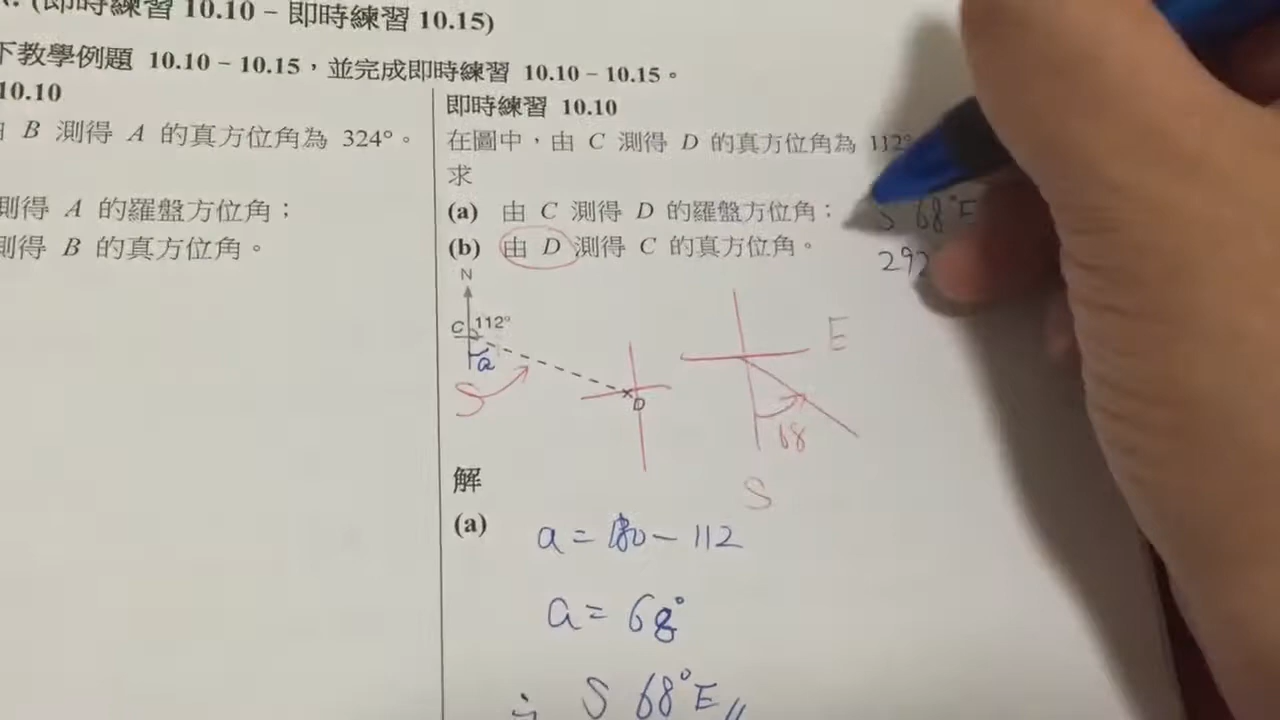 (即時練習 10.10 – 即時練習 10.15)
下教學例題 10.10 – 10.15，並完成即時練習 10.10 – 10.15。
10.10
B 測得 A 的真方位角為 324°。
測得 A 的羅盤方位角；
測得 B 的真方位角。
即時練習 10.10
在圖中，由 C 測得 D 的真方位角為 112°
求
(a) 由 C 測得 D 的羅盤方位角； S 68°E
(b) 由 D 測得 C 的真方位角。 292
N
C 112°
a
S
D
E
68
S
解
(a) a = 180 – 112
a = 68°
∴ S 68°E //